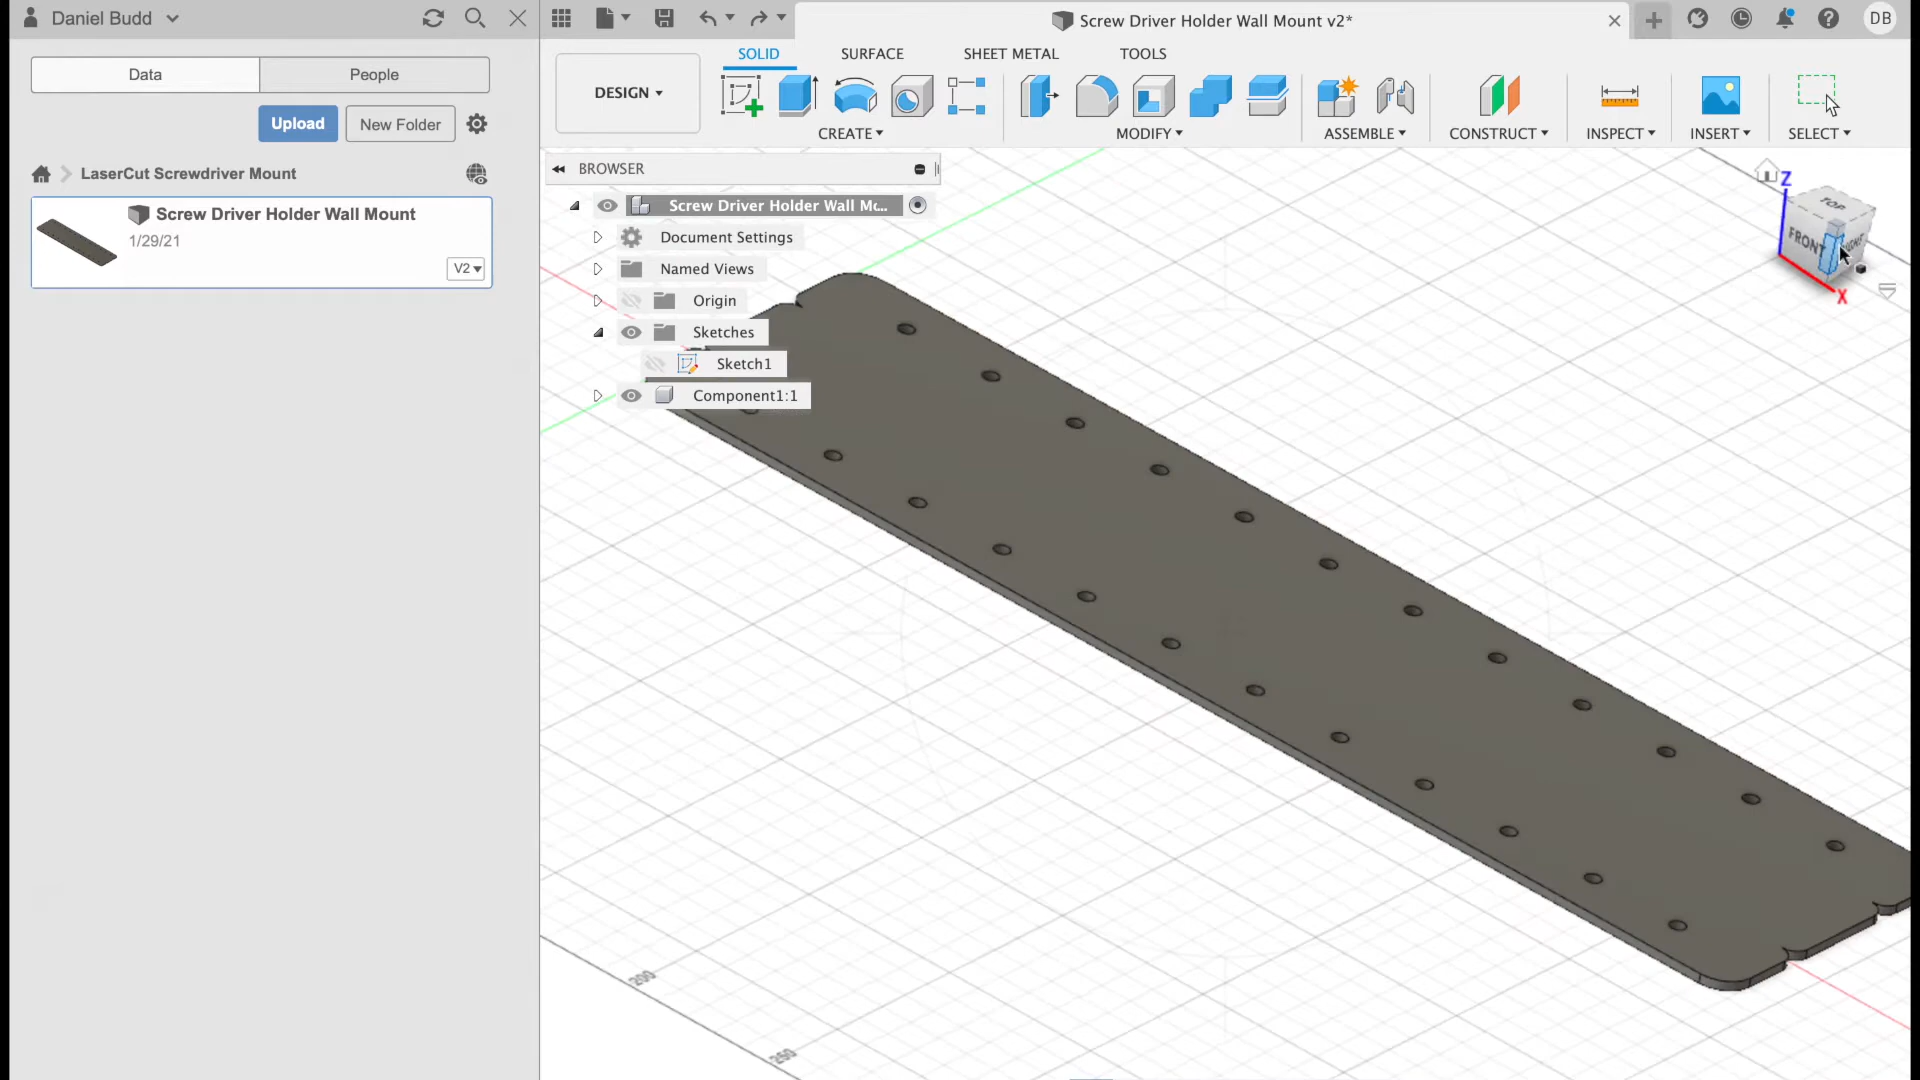 Daniel Budd
Screw Driver Holder Wall Mount v2*
DB
Data
People
SOLID
SURFACE
SHEET METAL
TOOLS
DESIGN
Upload
New Folder
CREATE
MODIFY
ASSEMBLE
CONSTRUCT
INSPECT
INSERT
SELECT
LaserCut Screwdriver Mount
BROWSER
Screw Driver Holder Wall Mount
1/29/21
V2
Screw Driver Holder Wall Mc...
Document Settings
Named Views
Origin
Sketches
Sketch1
Component1:1
Z
TOP
FRONT
X
200
250